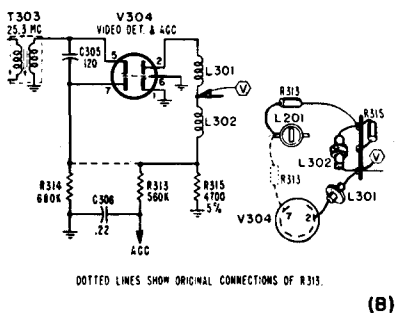 T303
25.3 MC
V304
VIDEO DET. & AGC
C305
120
5
2
6
7
1
L301
V
L302
R314
680K
C306
.22
R313
560K
R315
4700
5%
AGC
R313
L201
R315
L302
V
R313
L301
V304
7
2
DOTTED LINES SHOW ORIGINAL CONNECTIONS OF R313.
(B)